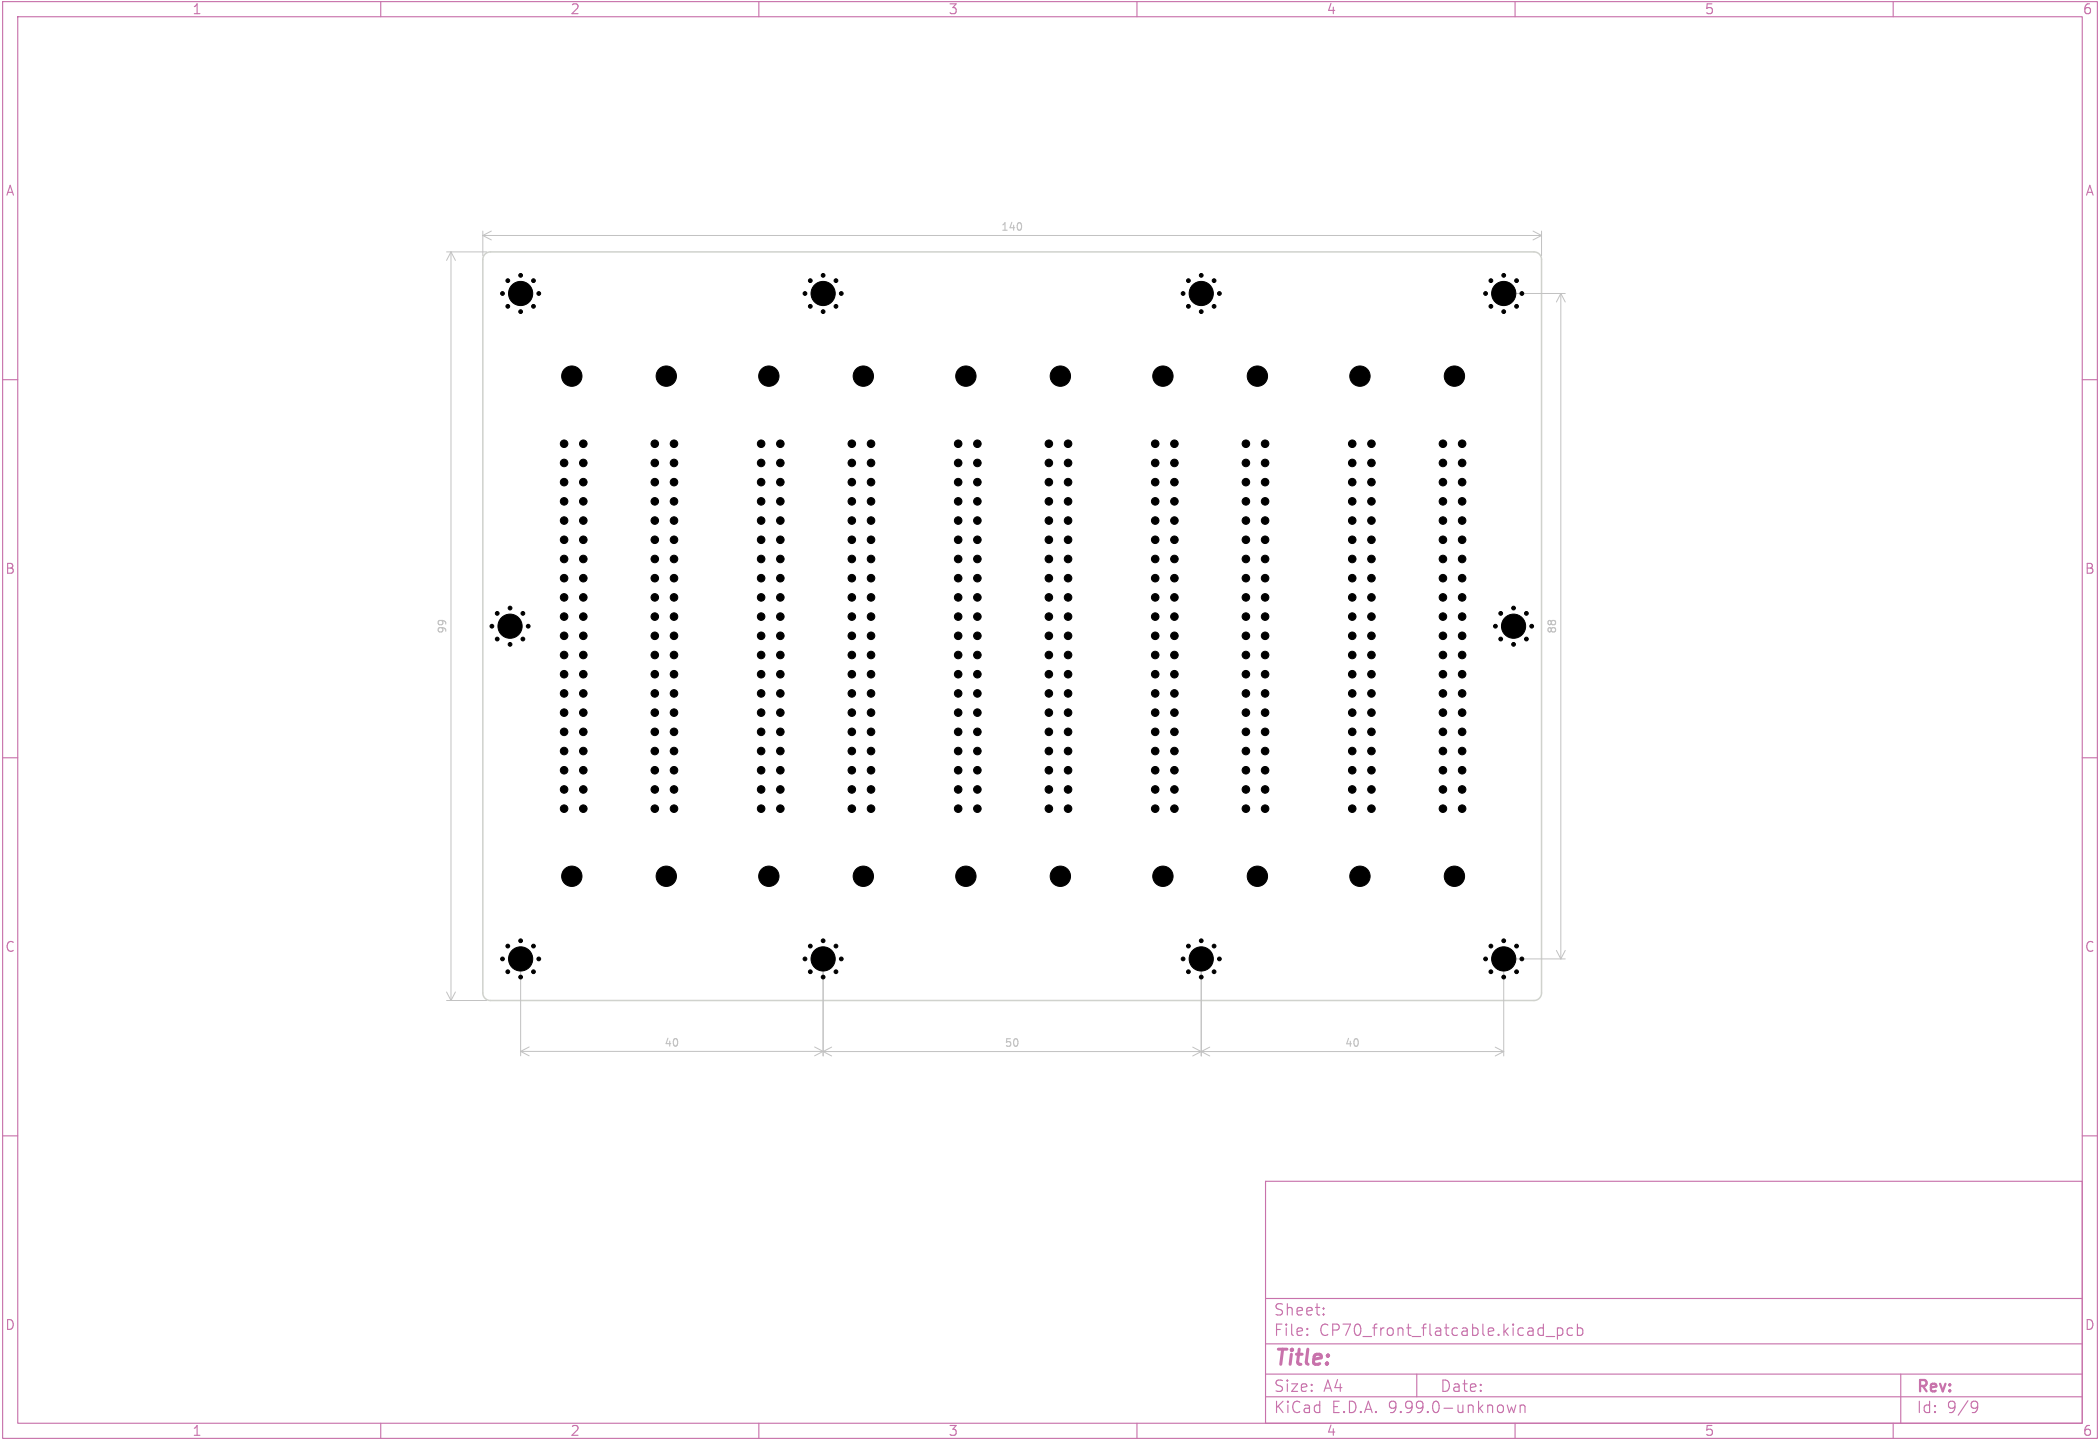 1 2 3 4 5 6
A A
140
99
88
B B
C C
40 50 40
Sheet:
File: CP70_front_flatcable.kicad_pcb
D D
Title:
Size: A4 Date: Rev:
KiCad E.D.A. 9.99.0-unknown Id: 9/9
1 2 3 4 5 6